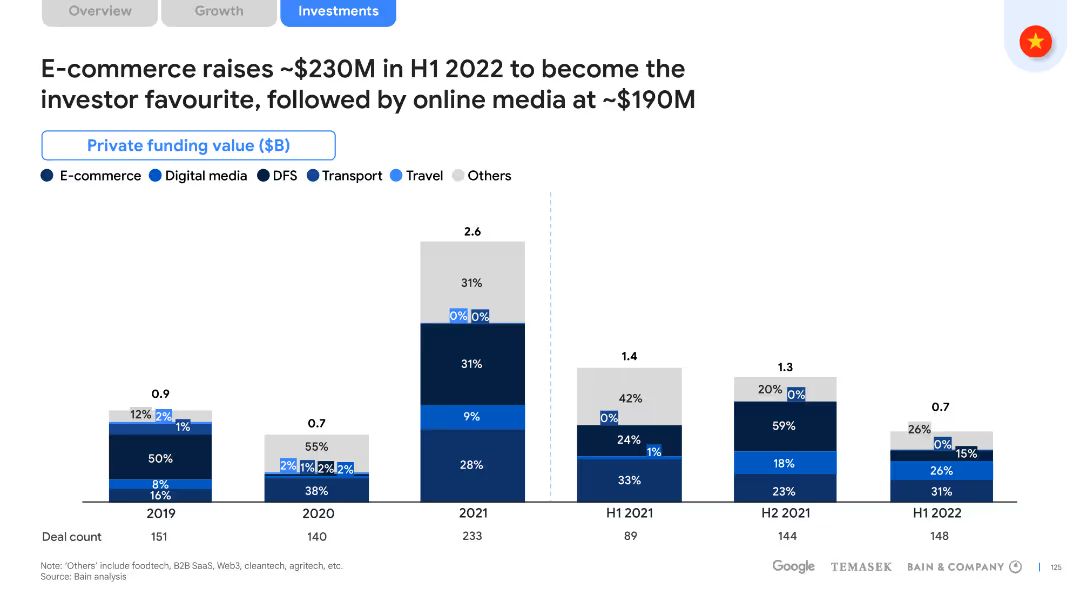 Overview Growth Investments
E-commerce raises ~$230M in H1 2022 to become the
investor favourite, followed by online media at ~$190M
Private funding value ($B)
E-commerce Digital media DFS Transport Travel Others
0.9
12% 2%
1%
50%
8%
16%
0.7
55%
2% 1% 2% 2%
38%
2.6
31%
0% 0%
31%
9%
28%
1.4
42%
0%
24%
1%
33%
1.3
20% 0%
59%
18%
23%
0.7
26%
0%
15%
26%
31%
2019 2020 2021 H1 2021 H2 2021 H1 2022
Deal count 151 140 233 89 144 148
Note: 'Others' include foodtech, B2B SaaS, Web3, cleantech, agritech, etc.
Source: Bain analysis
Google TEMASEK BAIN & COMPANY | 125